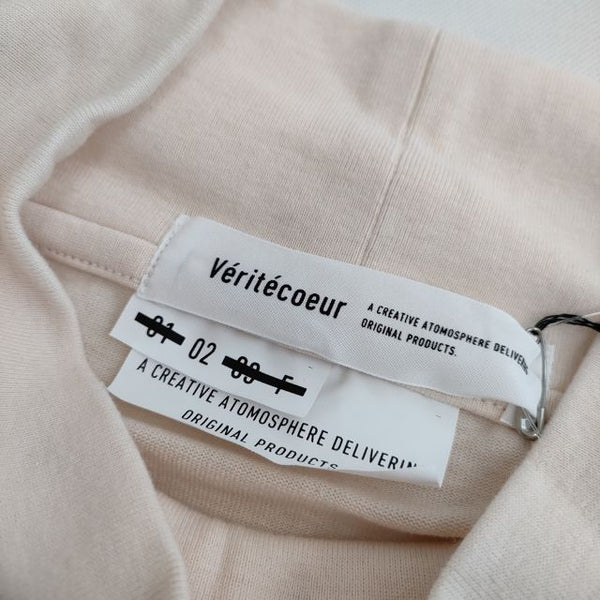 Véritécoeur
A CREATIVE ATOMOSPHERE DELIVERING
ORIGINAL PRODUCTS.
01 02 03 F
A CREATIVE ATOMOSPHERE DELIVERIN
ORIGINAL PRODUCTS